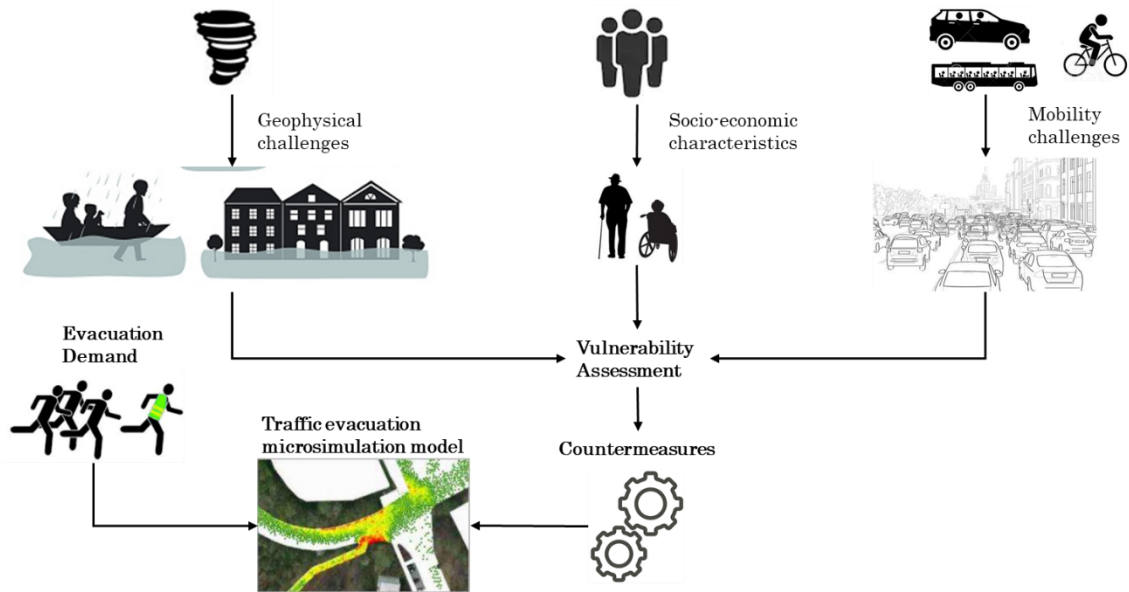 Geophysical
challenges
Socio-economic
characteristics
Mobility
challenges
Evacuation
Demand
Vulnerability
Assessment
Traffic evacuation
microsimulation model
Countermeasures